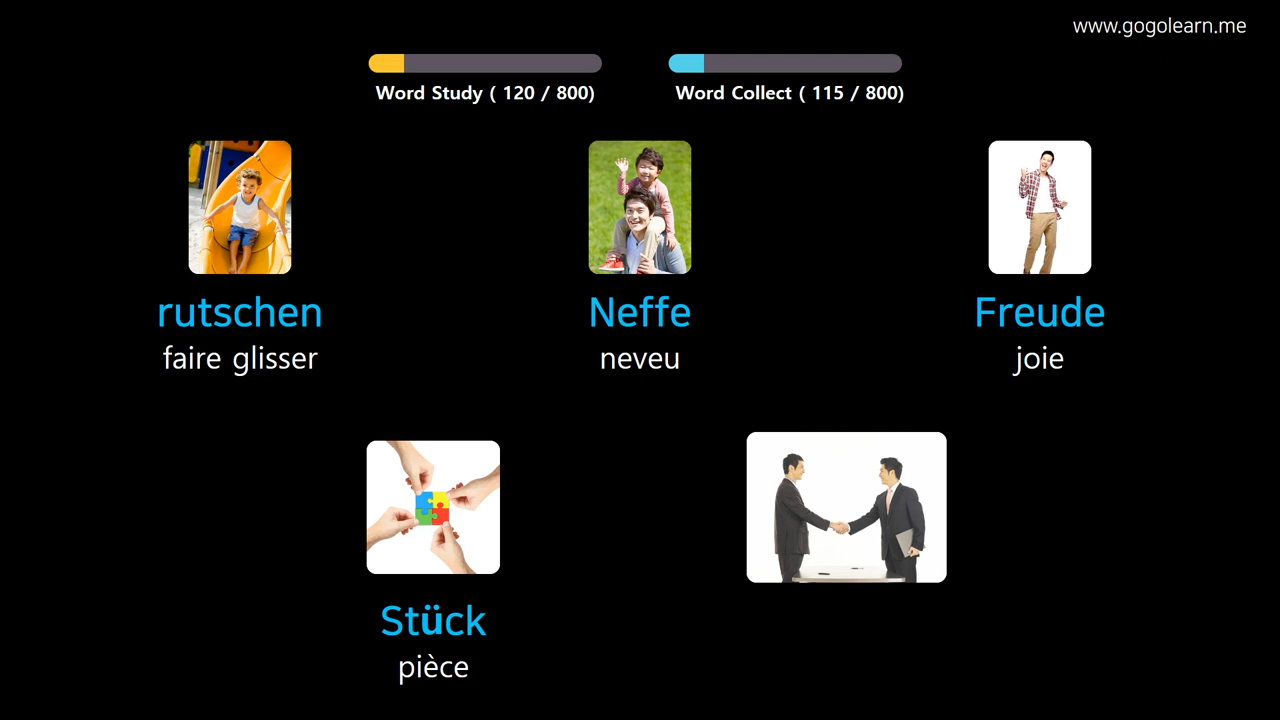 www.gogolearn.me
Word Study ( 120 / 800)
Word Collect ( 115 / 800)
rutschen
faire glisser
Neffe
neveu
Freude
joie
Stück
pièce